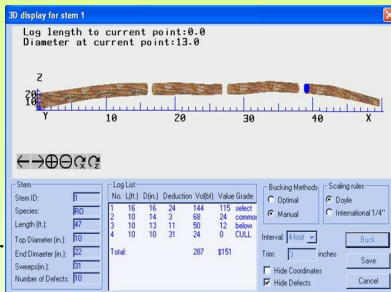 3D display for stem 1
Log length to current point:0.0
Diameter at current point:13.0
Z
20
10
Y 10 20 30 40 X
Stem
Stem ID: 1
Species: RO
Length (ft.): 47
Top Diameter (in.): 10
End Dimaeter (in.): 22
Sweeps(in.): 31
Number of Defects: 10
Log List
No. L(ft.) D(in.) Deduction Vol(bf) Value Grade
1 16 16 24 144 115 select
2 10 14 3 68 24 common
3 10 13 11 50 12 below
4 10 10 31 24 0 CULL
Total: 287 $151
Bucking Methods
Optimal
Manual
Scaling rules
Doyle
International 1/4"
Interval: 4-foot
Trim: 3 inches
Hide Coordinates
Hide Defects
Buck
Save
Cancel